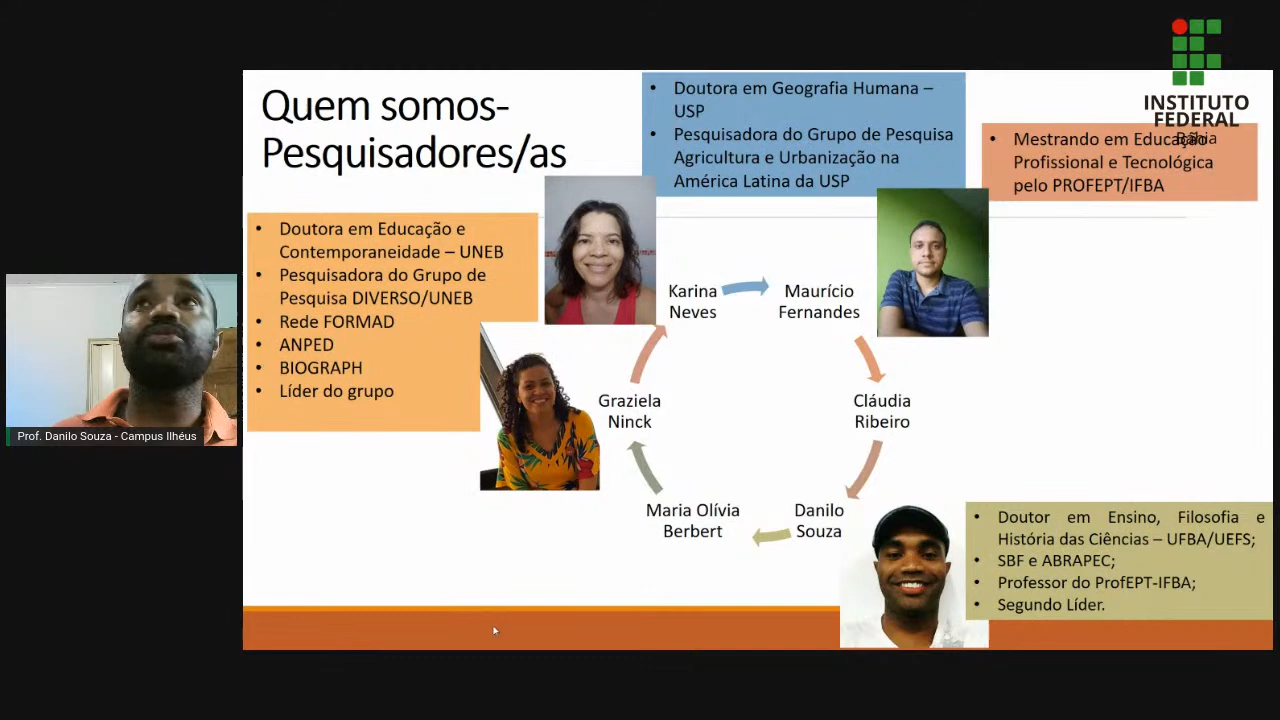 Quem somos-
Pesquisadores/as
• Doutora em Geografia Humana –
USP
• Pesquisadora do Grupo de Pesquisa
Agricultura e Urbanização na
América Latina da USP
INSTITUTO
FEDERAL
Bahia
• Mestrando em Educação
Profissional e Tecnológica
pelo PROFEPT/IFBA
• Doutora em Educação e
Contemporaneidade – UNEB
• Pesquisadora do Grupo de
Pesquisa DIVERSO/UNEB
• Rede FORMAD
• ANPED
• BIOGRAPH
• Líder do grupo
Karina
Neves
Maurício
Fernandes
Graziela
Ninck
Cláudia
Ribeiro
Maria Olívia
Berbert
Danilo
Souza
• Doutor em Ensino, Filosofia e
História das Ciências – UFBA/UEFS;
• SBF e ABRAPEC;
• Professor do ProfEPT-IFBA;
• Segundo Líder.
Prof. Danilo Souza - Campus Ilhéus